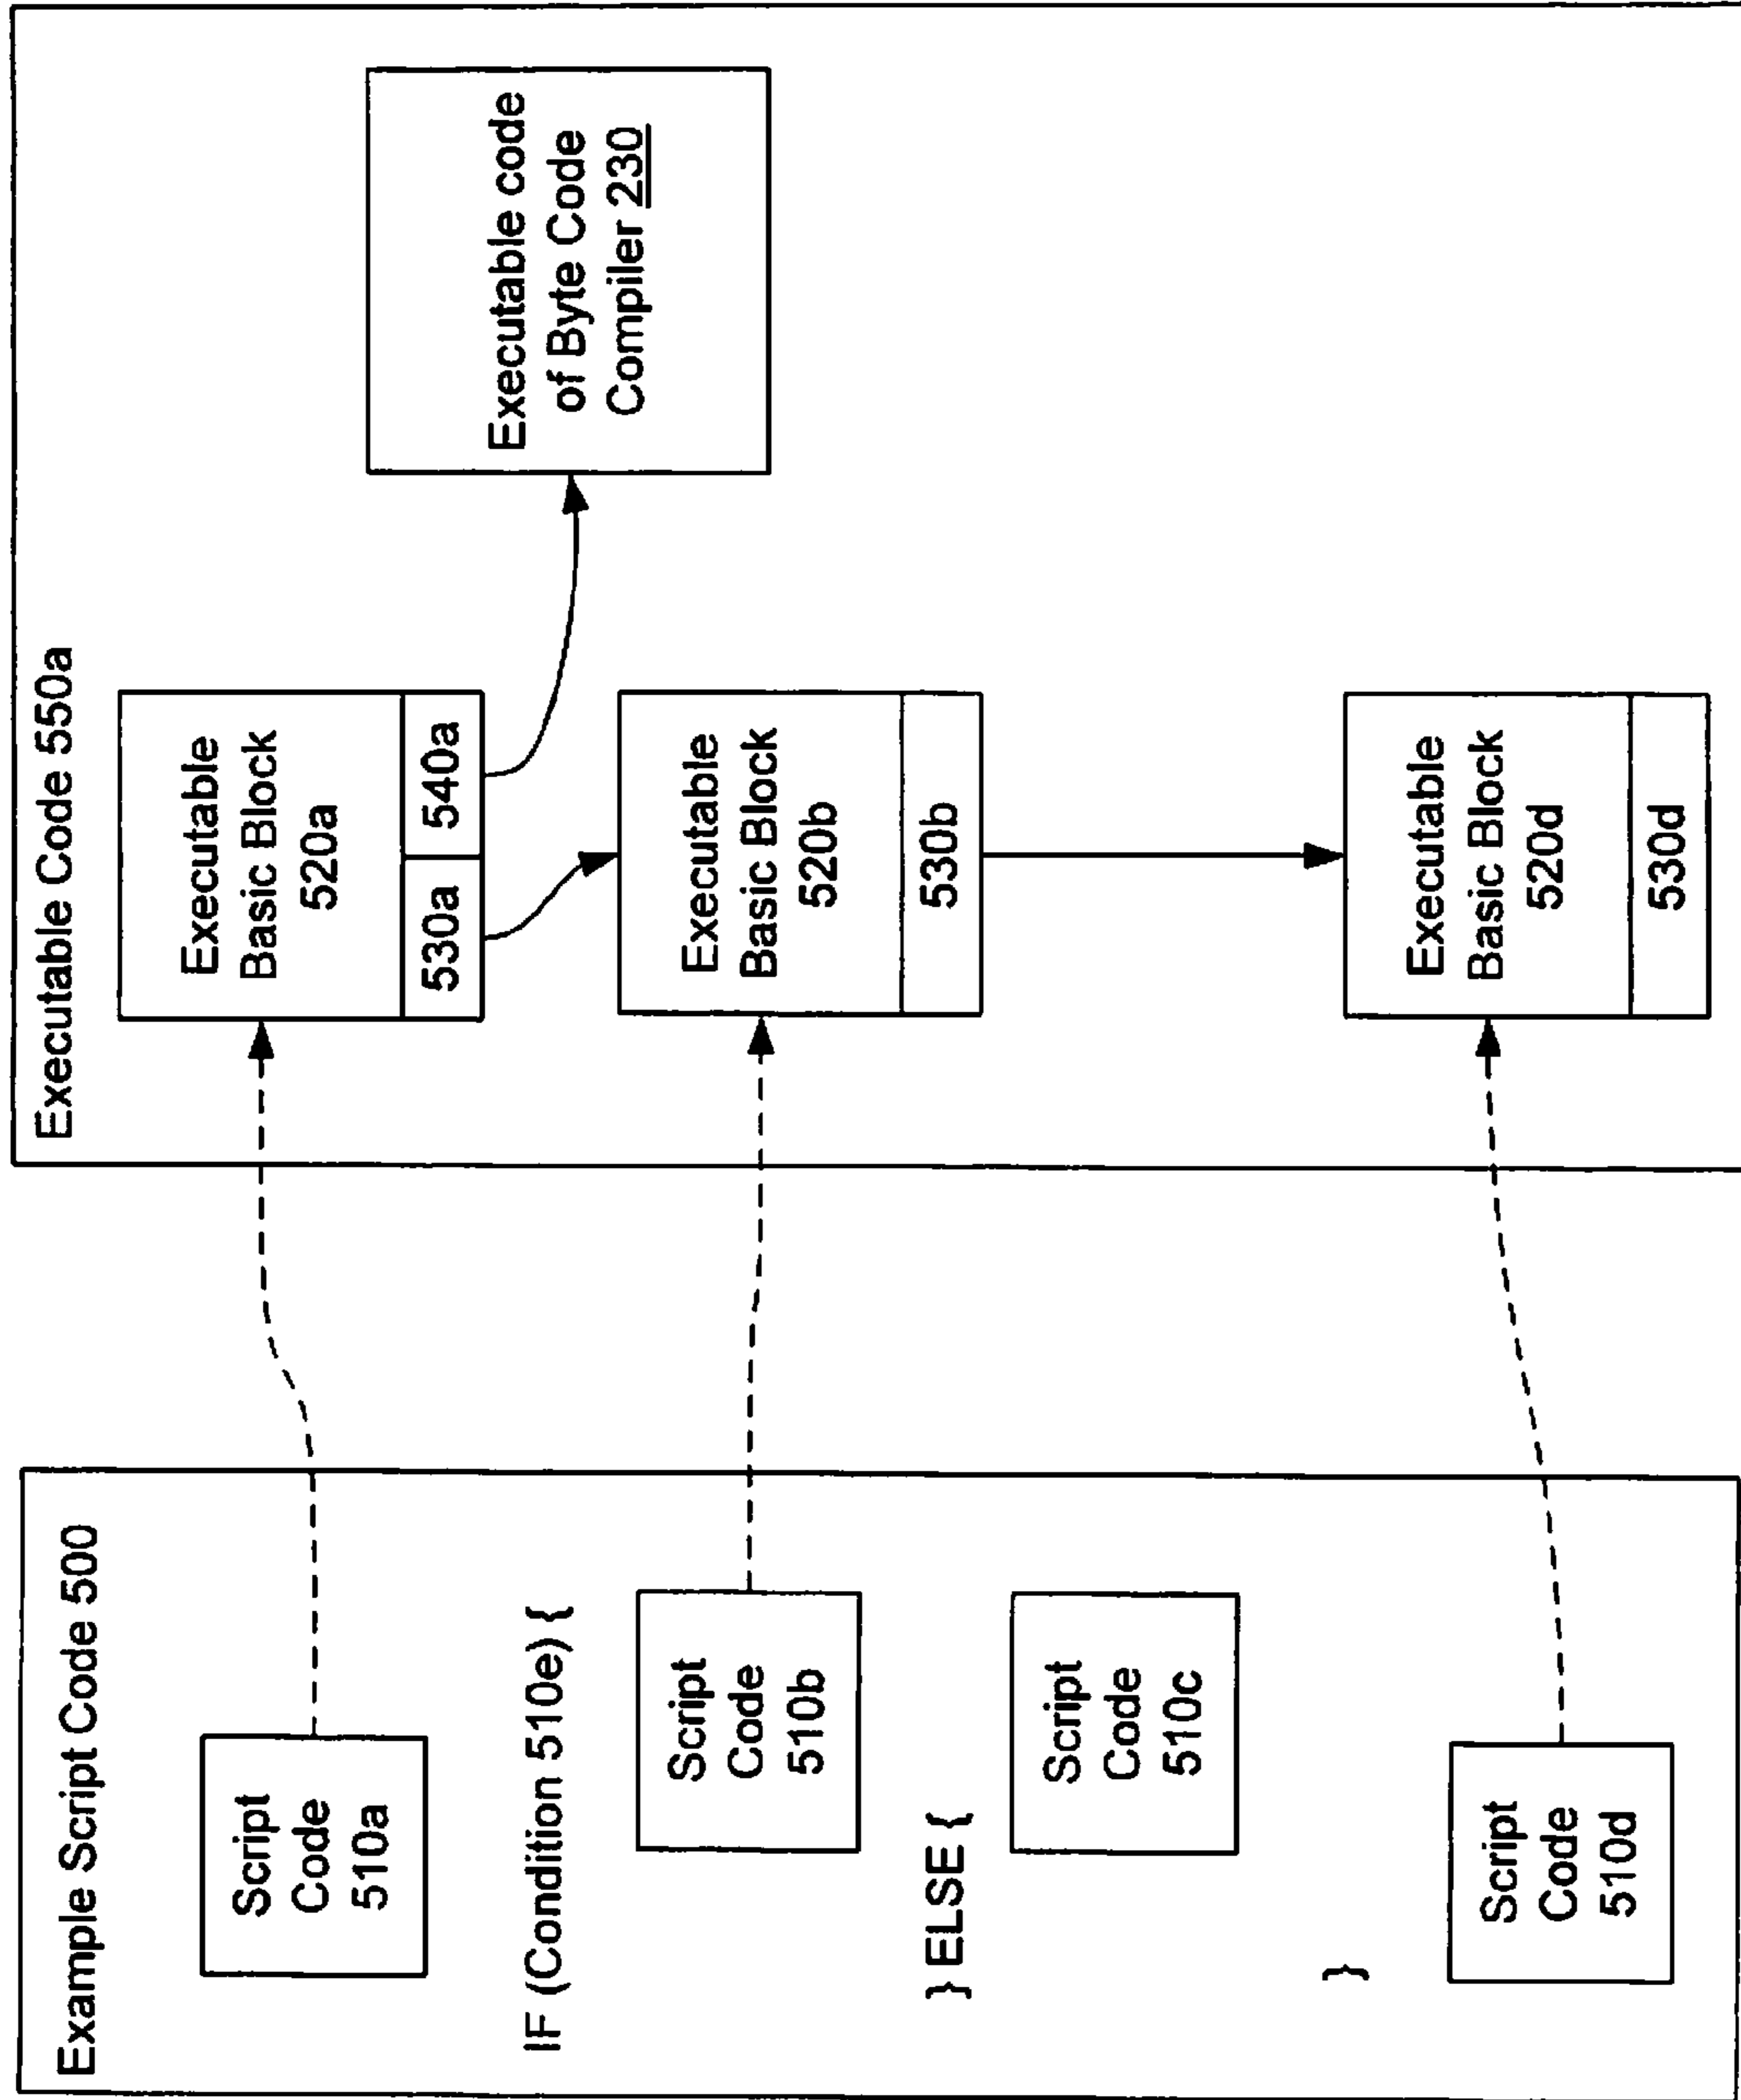 Example Script Code 500
Script
Code
510a
IF (Condition 510e) {
Script
Code
510b
} ELSE {
Script
Code
510c
}
Script
Code
510d
Executable Code 550a
Executable
Basic Block
520a
530a
540a
Executable code
of Byte Code
Compiler 230
Executable
Basic Block
520b
530b
Executable
Basic Block
520d
530d